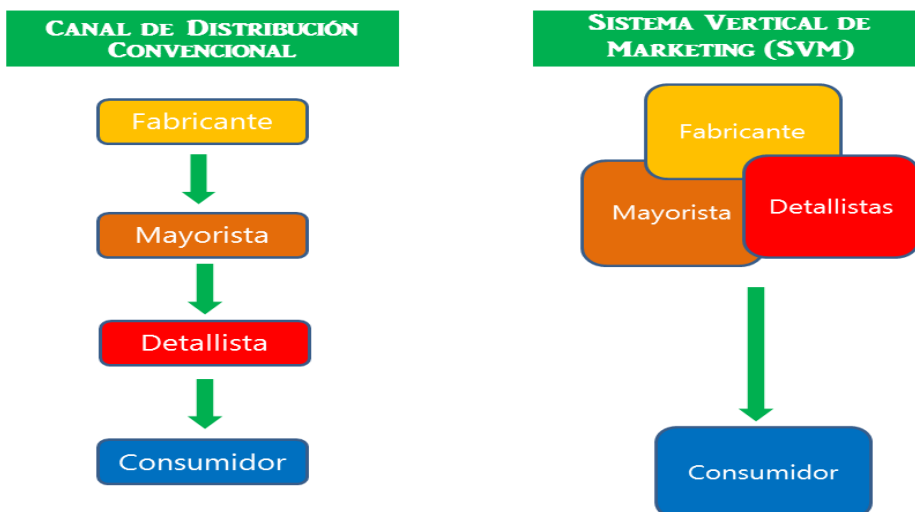 CANAL DE DISTRIBUCIÓN
CONVENCIONAL
Fabricante
Mayorista
Detallista
Consumidor
SISTEMA VERTICAL DE
MARKETING (SVM)
Fabricante
Mayorista
Detallistas
Consumidor